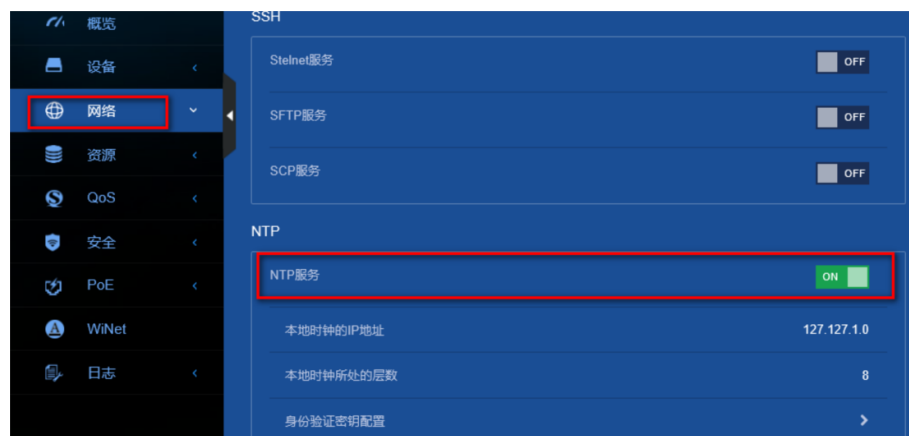 概览
设备
网络
资源
QoS
安全
PoE
WiNet
日志
SSH
Stelnet服务
OFF
SFTP服务
OFF
SCP服务
OFF
NTP
NTP服务
ON
本地时钟的IP地址
127.127.1.0
本地时钟所处的层数
8
身份验证密钥配置